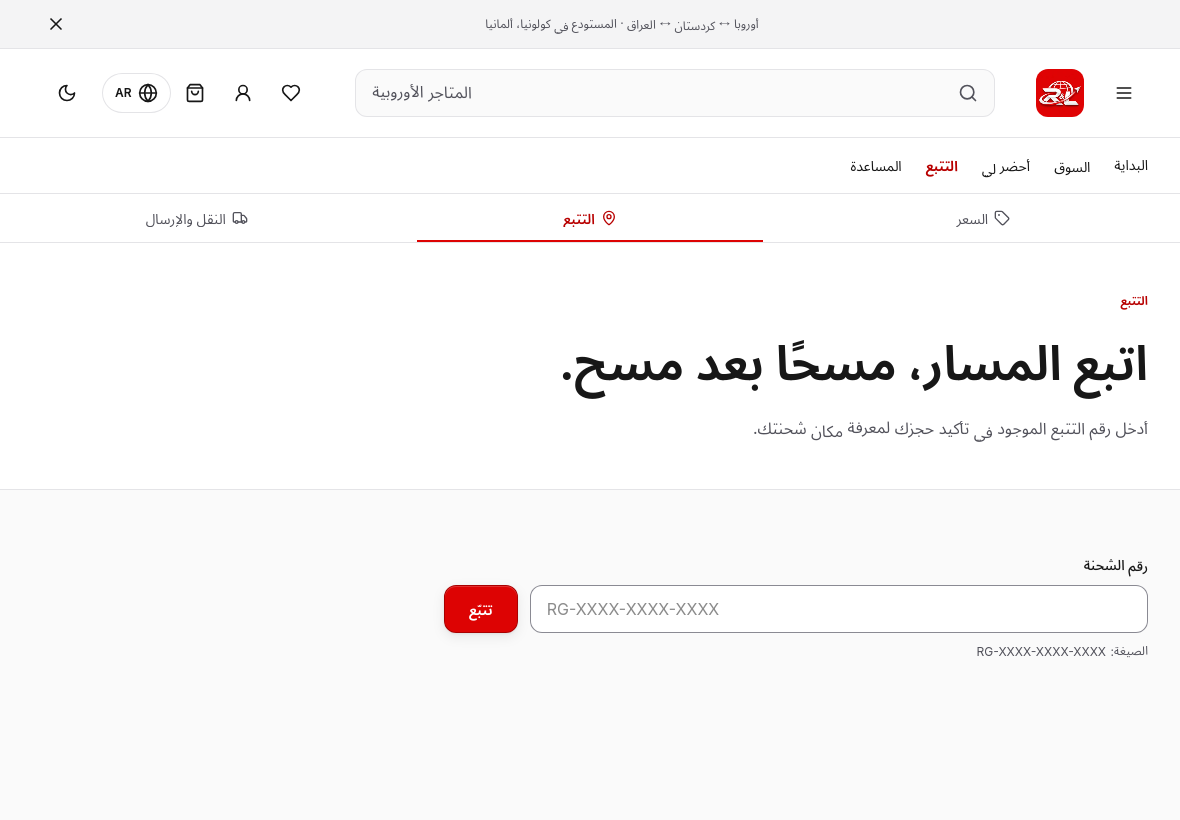 أوروبا ↔ كردستان ↔ العراق · المستودع في كولونيا، ألمانيا
المتاجر الأوروبية
AR
البداية السوق أحضر لي التتبع المساعدة
السعر التتبع النقل والإرسال
التتبع
اتبع المسار، مسحًا بعد مسح.
أدخل رقم التتبع الموجود في تأكيد حجزك لمعرفة مكان شحنتك.
رقم الشحنة
RG-XXXX-XXXX-XXXX تتبّع
الصيغة: RG-XXXX-XXXX-XXXX